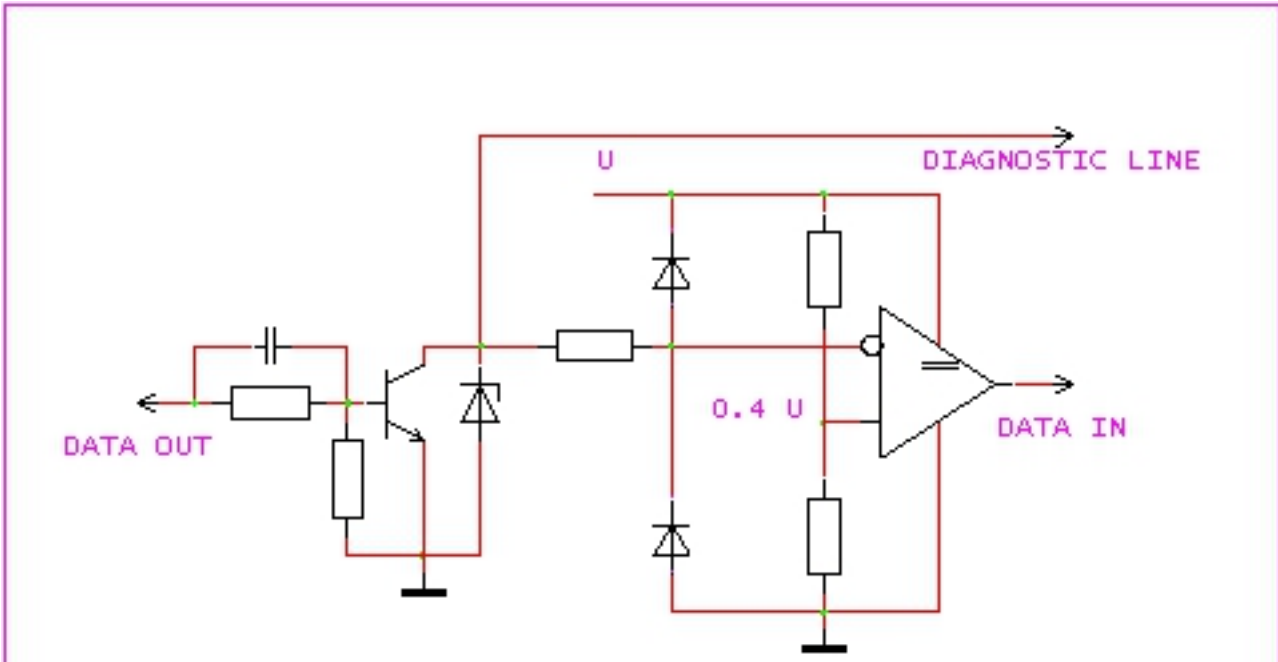 U
DIAGNOSTIC LINE
0.4 U
DATA IN
DATA OUT